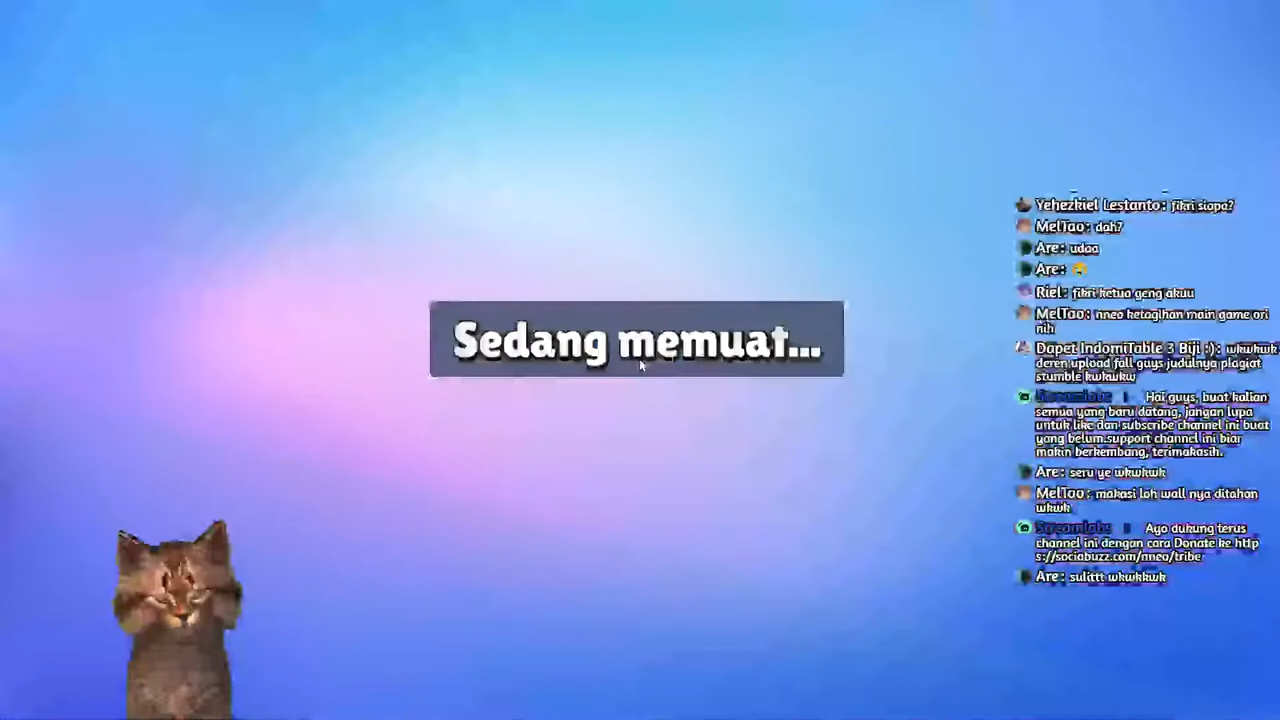 Sedang memuat...
Yehezkiel Lestanto: fikri siapa?
MelTao: dah?
Are: udaa
Are: 😭
Riel: fikri ketua geng akuu
MelTao: nneo ketagihan main game ori
nih
Dapet IndomiTable 3 Biji :): wkwkwk
deren upload fall guys judulnya plagiat
stumble kwkwkw
Streamlabs Hai guys, buat kalian
semua yang baru datang, jangan lupa
untuk like dan subscribe channel ini buat
yang belum.support channel ini biar
makin berkembang, terimakasih.
Are: seru ye wkwkwk
MelTao: makasi loh wall nya ditahan
wkwk
Streamlabs Ayo dukung terus
channel ini dengan cara Donate ke http
s://sociabuzz.com/nneo/tribe
Are: sulittt wkwkkwk